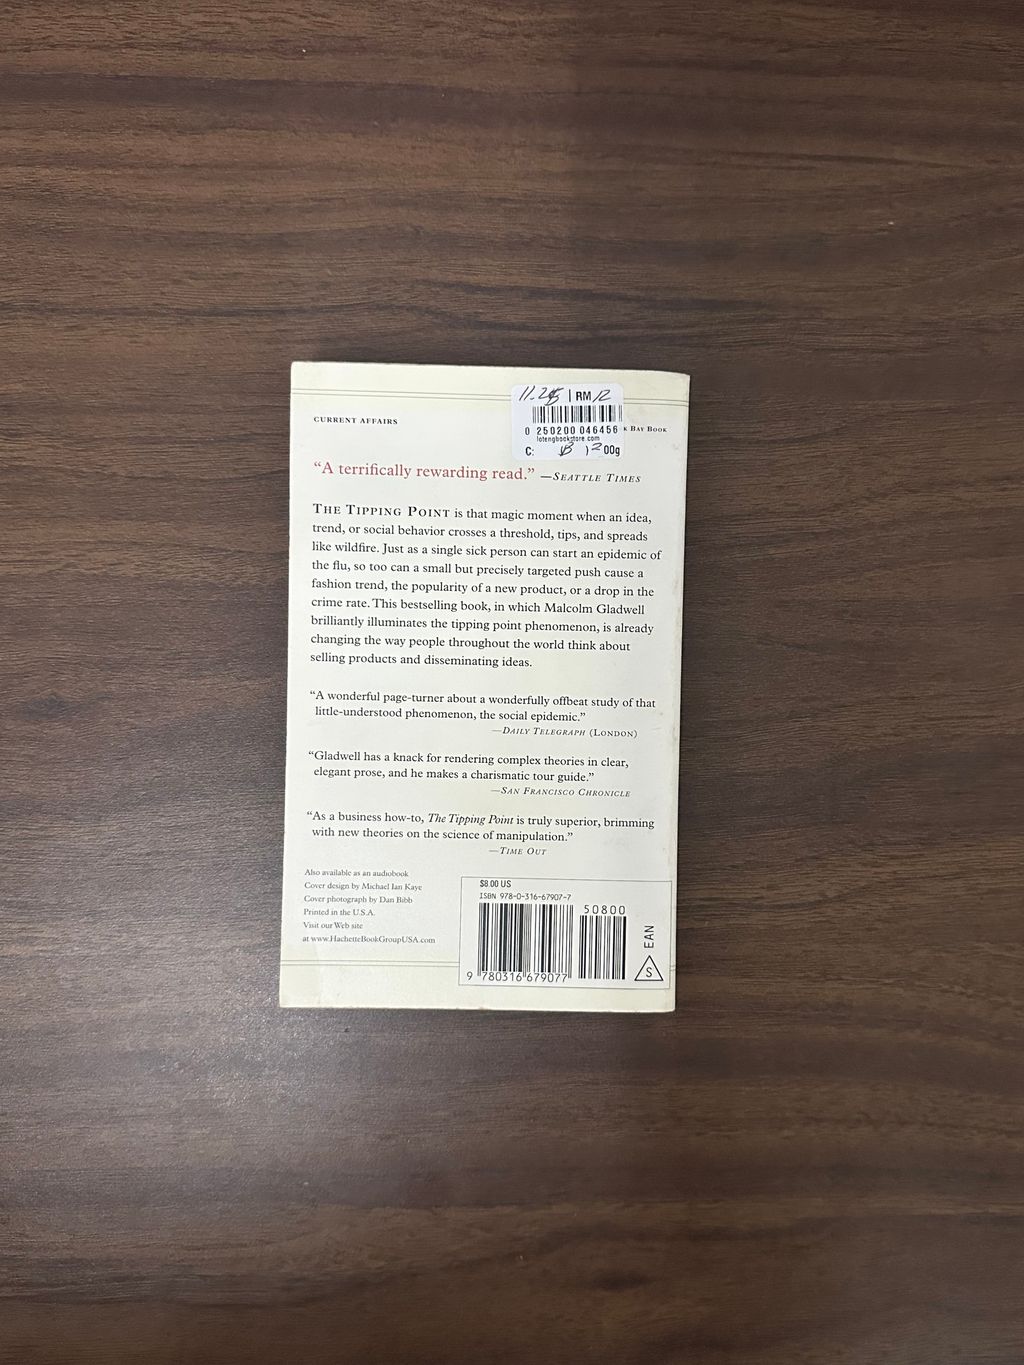 RM 12
0 250200 046456
lotengbookstore.com
C: 200g
CURRENT AFFAIRS
K BAY BOOK
“A terrifically rewarding read.” —SEATTLE TIMES
THE TIPPING POINT is that magic moment when an idea,
trend, or social behavior crosses a threshold, tips, and spreads
like wildfire. Just as a single sick person can start an epidemic of
the flu, so too can a small but precisely targeted push cause a
fashion trend, the popularity of a new product, or a drop in the
crime rate. This bestselling book, in which Malcolm Gladwell
brilliantly illuminates the tipping point phenomenon, is already
changing the way people throughout the world think about
selling products and disseminating ideas.
“A wonderful page-turner about a wonderfully offbeat study of that
little-understood phenomenon, the social epidemic.”
—DAILY TELEGRAPH (LONDON)
“Gladwell has a knack for rendering complex theories in clear,
elegant prose, and he makes a charismatic tour guide.”
—SAN FRANCISCO CHRONICLE
“As a business how-to, The Tipping Point is truly superior, brimming
with new theories on the science of manipulation.”
—TIME OUT
Also available as an audiobook
Cover design by Michael Ian Kaye
Cover photograph by Dan Bibb
Printed in the U.S.A.
Visit our Web site
at www.HachetteBookGroupUSA.com
$8.00 US
ISBN 978-0-316-67907-7
50800
9 780316 679077
EAN
S